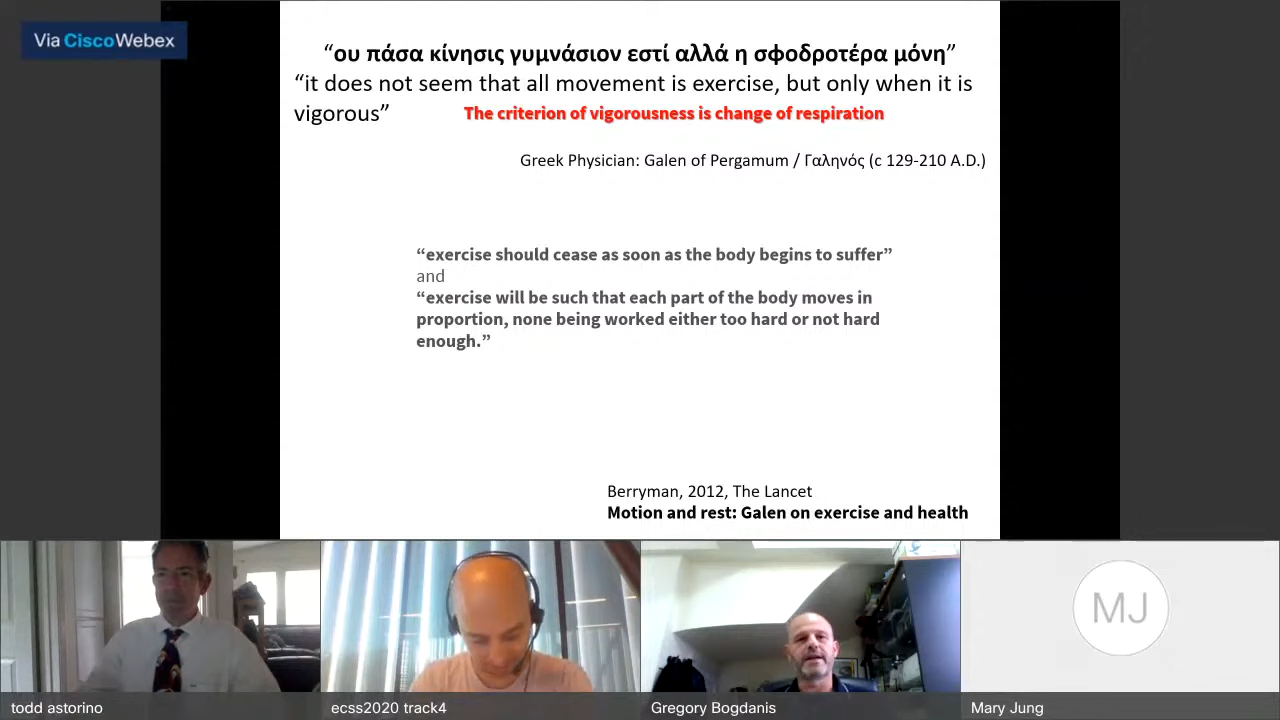 Via Cisco Webex
“ου πάσα κίνησις γυμνάσιον εστί αλλά η σφοδροτέρα μόνη”
“it does not seem that all movement is exercise, but only when it is
vigorous” The criterion of vigorousness is change of respiration
Greek Physician: Galen of Pergamum / Γαληνός (c 129-210 A.D.)
“exercise should cease as soon as the body begins to suffer”
and
“exercise will be such that each part of the body moves in
proportion, none being worked either too hard or not hard
enough.”
Berryman, 2012, The Lancet
Motion and rest: Galen on exercise and health
MJ
todd astorino
ecss2020 track4
Gregory Bogdanis
Mary Jung